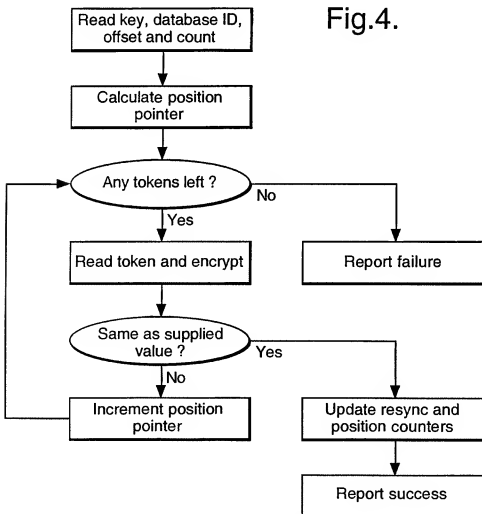 Fig.4.
Read key, database ID,
offset and count
Calculate position
pointer
Any tokens left ?
No
Yes
Read token and encrypt
Report failure
Same as supplied
value ?
Yes
No
Increment position
pointer
Update resync and
position counters
Report success